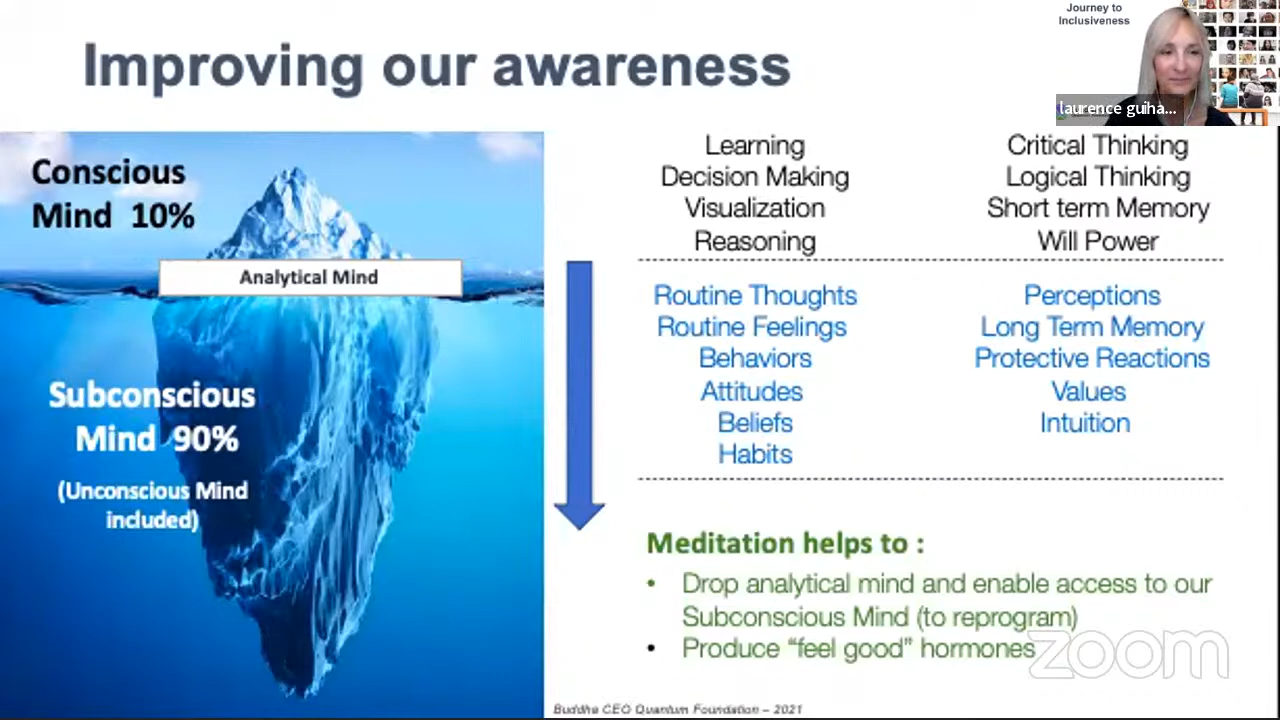 Improving our awareness
Journey to
Inclusiveness
laurence guiha...
Conscious
Mind 10%
Analytical Mind
Subconscious
Mind 90%
(Unconscious Mind
included)
Learning
Decision Making
Visualization
Reasoning
Critical Thinking
Logical Thinking
Short term Memory
Will Power
Routine Thoughts
Routine Feelings
Behaviors
Attitudes
Beliefs
Habits
Perceptions
Long Term Memory
Protective Reactions
Values
Intuition
Meditation helps to :
• Drop analytical mind and enable access to our
Subconscious Mind (to reprogram)
• Produce “feel good” hormones
zoom
Buddha CEO Quantum Foundation – 2021